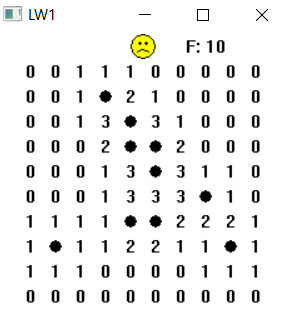 LW1
F: 10
0 0 1 1 1 0 0 0 0 0
0 0 1 ● 2 1 0 0 0 0
0 0 1 3 ● 3 1 0 0 0
0 0 0 2 ● ● 2 0 0 0
0 0 0 1 3 ● 3 1 1 0
0 0 0 1 3 3 3 ● 1 0
1 1 1 1 ● ● 2 2 2 1
1 ● 1 1 2 2 1 1 ● 1
1 1 1 0 0 0 0 1 1 1
0 0 0 0 0 0 0 0 0 0